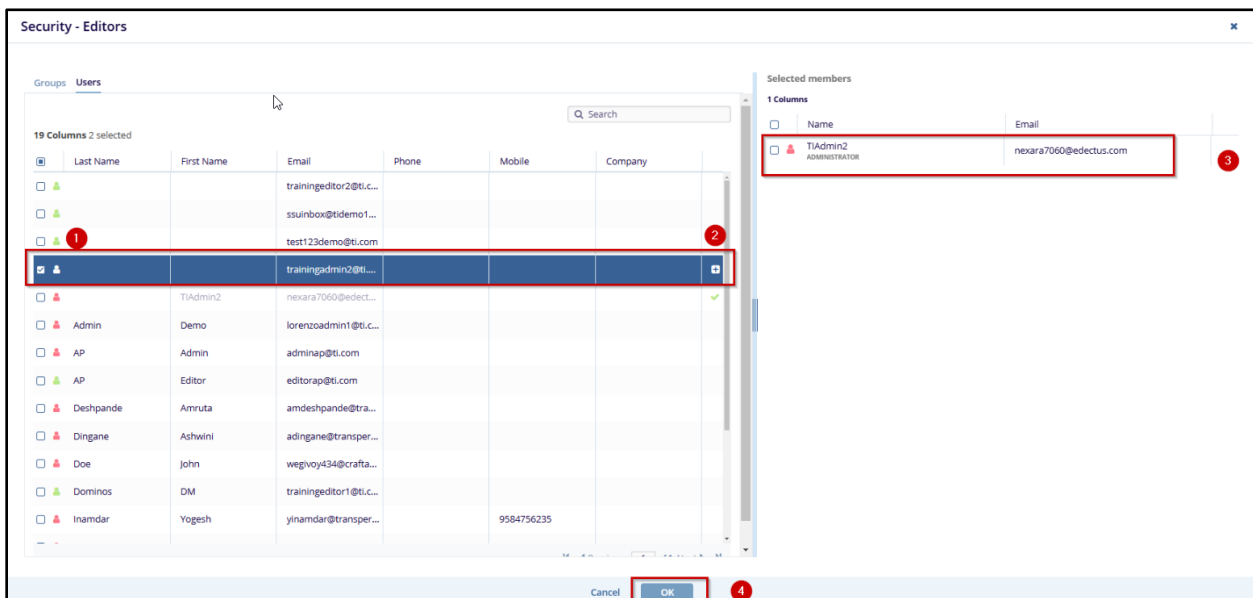 Security - Editors
Groups Users
Search
19 Columns 2 selected
Last Name First Name Email Phone Mobile Company
trainingeditor2@ti.c...
ssuinbox@tidemo1...
1 test123demo@ti.com 2
trainingadmin2@ti....
TIAdmin2 nexara7060@edect...
Admin Demo lorenzoadmin1@ti.c...
AP Admin adminap@ti.com
AP Editor editorap@ti.com
Deshpande Amruta amdeshpande@tra...
Dingane Ashwini adingane@transper...
Doe John wegivoy434@crafta...
Dominos DM trainingeditor1@ti.c...
Inamdar Yogesh yinamdar@transper... 9584756235
Selected members
1 Columns
Name Email
TIAdmin2 nexara7060@edectus.com
ADMINISTRATOR
3
Cancel OK 4